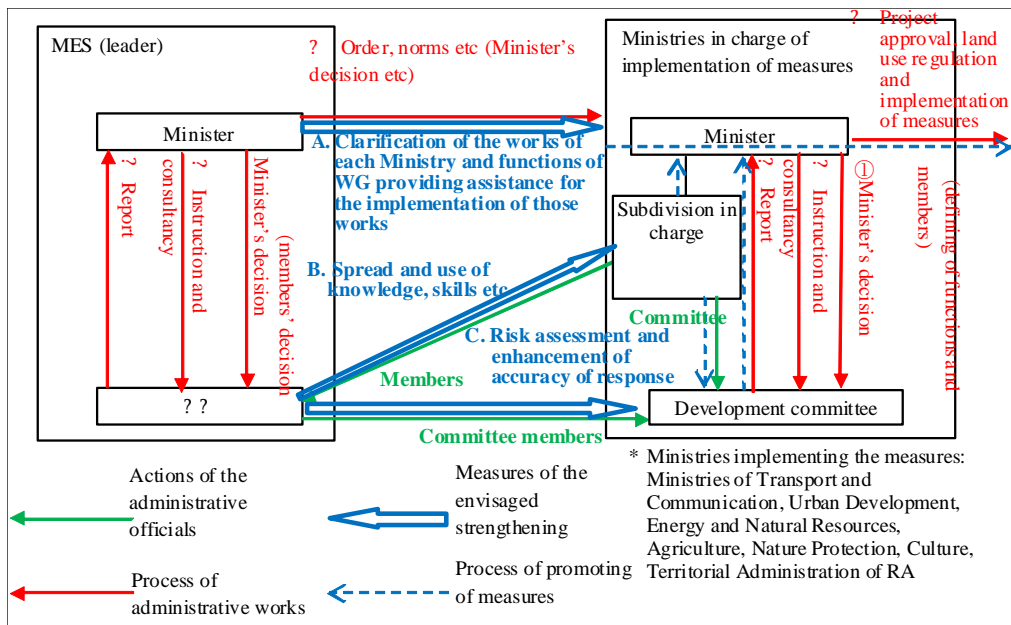 MES (leader)
? Order, norms etc (Minister's
decision etc)
Minister
? Report
? Instruction and
consultancy
Minister's decision
(members' decision
? ?
A. Clarification of the works of
each Ministry and functions of
WG providing assistance for
the implementation of those
works
B. Spread and use of
knowledge, skills etc
C. Risk assessment and
enhancement of
accuracy of response
Members
Committee members
Ministries in charge of
implementation of measures
? Project
approval, land
use regulation
and
implementation
of measures
Minister
Subdivision in
charge
Committee
? Report
? Instruction and
consultancy
①Minister's decision
(defining of functions and
members)
Development committee
* Ministries implementing the measures:
Ministries of Transport and
Communication, Urban Development,
Energy and Natural Resources,
Agriculture, Nature Protection, Culture,
Territorial Administration of RA
Actions of the
administrative
officials
Measures of the
envisaged
strengthening
Process of
administrative works
Process of promoting
of measures